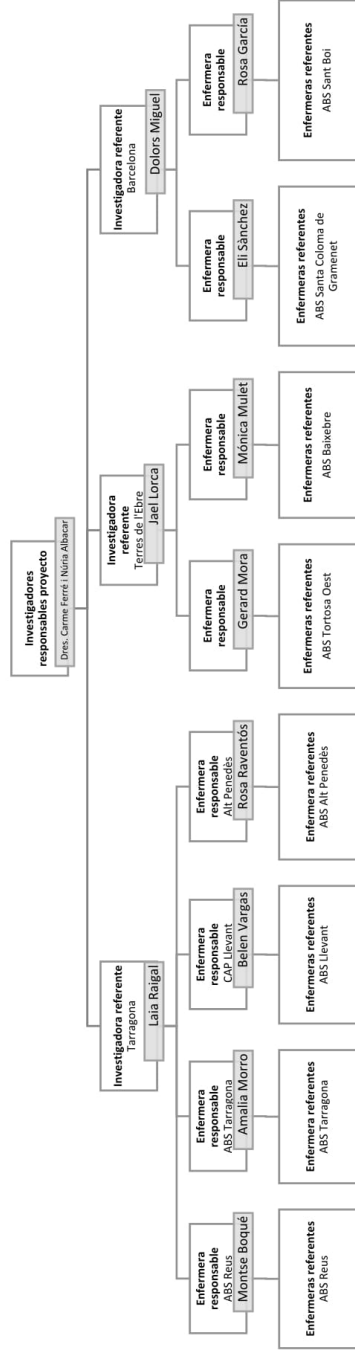 Investigadores
responsables proyecto
Dres. Carme Ferré i Núria Albacar
Investigadora referente
Tarragona
Laia Raigal
Investigadora
referente
Terres de l'Ebre
Jael Lorca
Investigadora referente
Barcelona
Dolors Miguel
Enfermera
responsable
ABS Reus
Montse Boqué
Enfermera
responsable
ABS Tarragona
Amalia Morro
Enfermera
responsable
CAP Llevant
Belen Vargas
Enfermera
responsable
Alt Penedès
Rosa Raventós
Enfermera
responsable
Gerard Mora
Enfermera
responsable
Mónica Mulet
Enfermera
responsable
Eli Sànchez
Enfermera
responsable
Rosa García
Enfermeras referentes
ABS Reus
Enfermera referentes
ABS Tarragona
Enfermeras referentes
ABS Llevant
Enfermera referentes
ABS Alt Penedès
Enfermeras referentes
ABS Tortosa Oest
Enfermeras referentes
ABS Baixebre
Enfermeras referentes
ABS Santa Coloma de
Gramenet
Enfermeras referentes
ABS Sant Boi